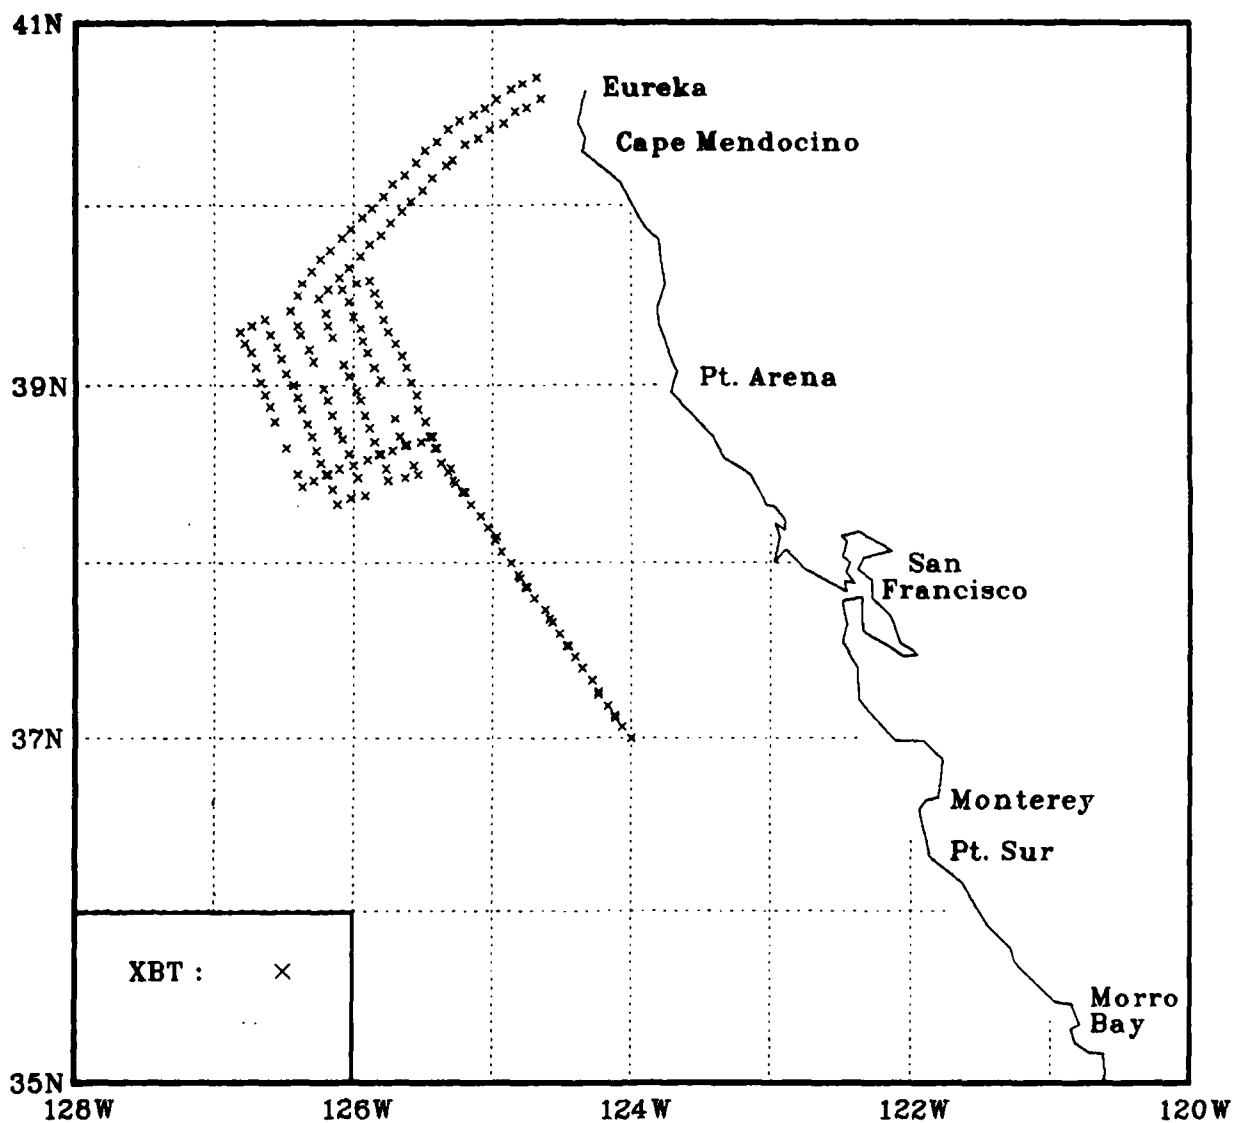 41N
Eureka
Cape Mendocino
39N
Pt. Arena
San
Francisco
37N
Monterey
Pt. Sur
XBT : ×
Morro
Bay
35N
128W 126W 124W 122W 120W